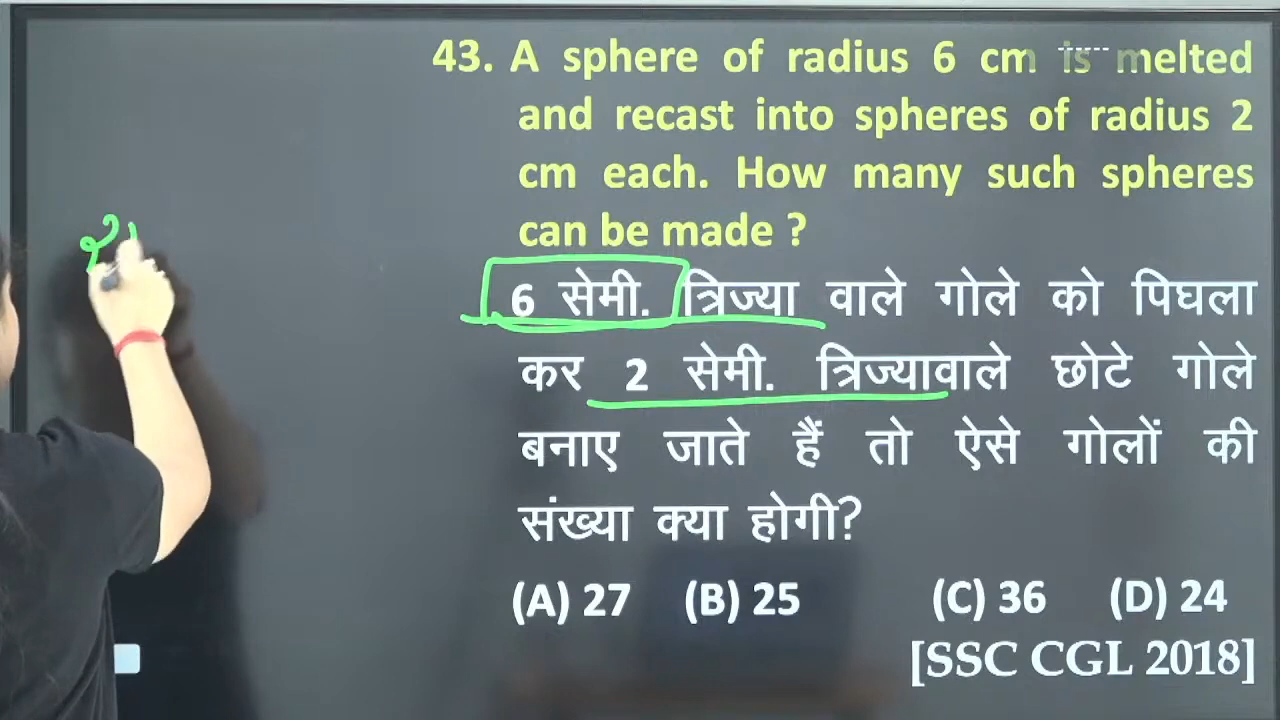 43. A sphere of radius 6 cm is melted
and recast into spheres of radius 2
cm each. How many such spheres
can be made ?
6 सेमी. त्रिज्या वाले गोले को पिघला
कर 2 सेमी. त्रिज्यावाले छोटे गोले
बनाए जाते हैं तो ऐसे गोलों की
संख्या क्या होगी?
(A) 27 (B) 25 (C) 36 (D) 24
[SSC CGL 2018]